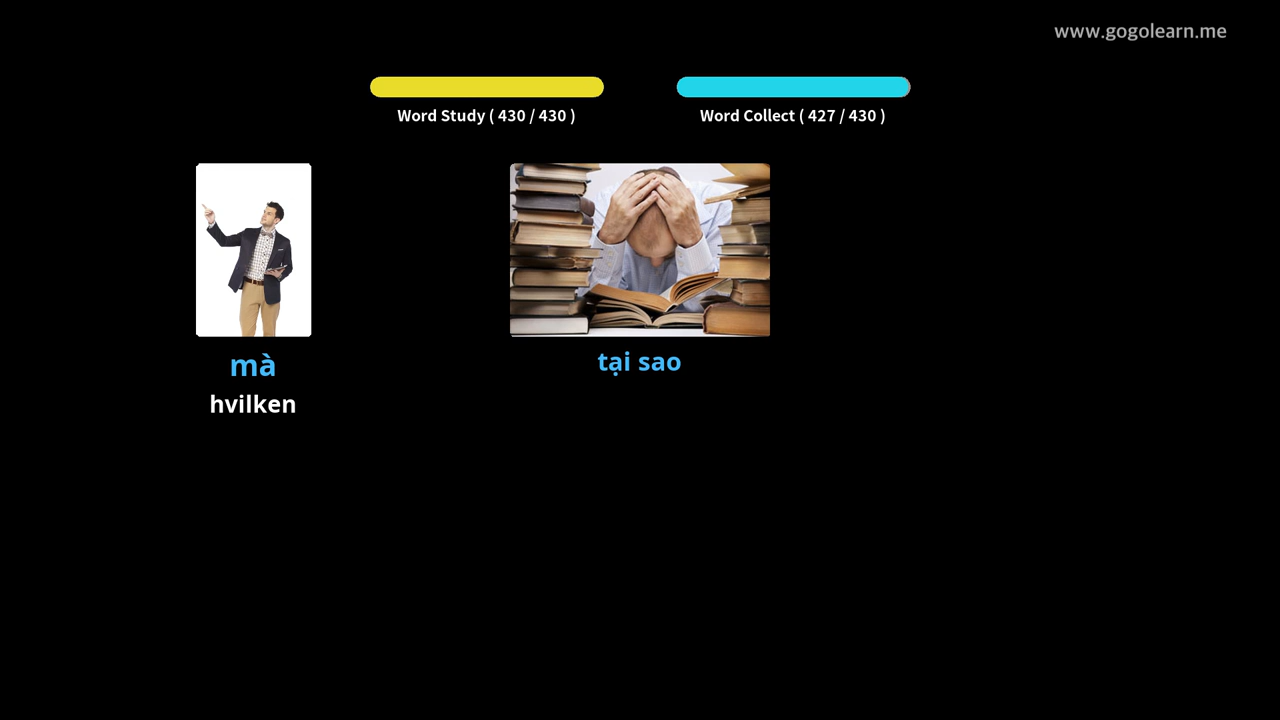 www.gogolearn.me
Word Study ( 430 / 430 )
Word Collect ( 427 / 430 )
mà
hvilken
tại sao